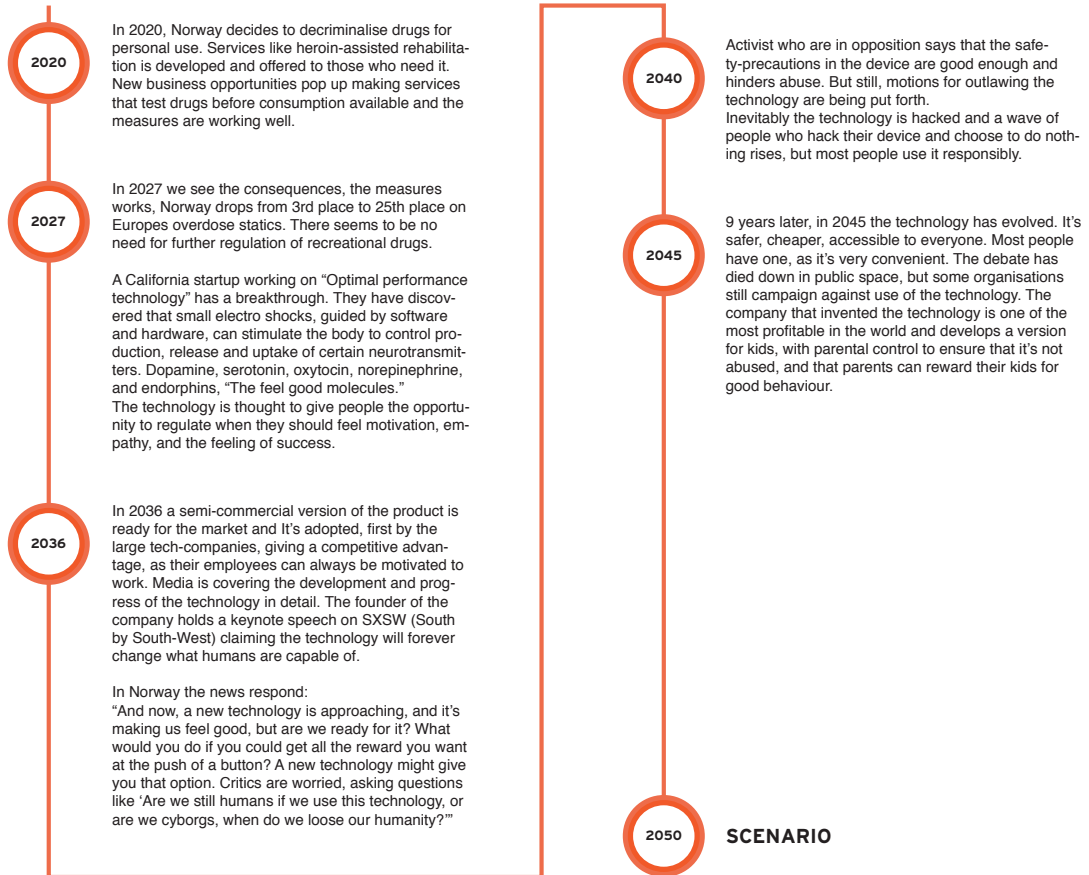 2020
In 2020, Norway decides to decriminalise drugs for
personal use. Services like heroin-assisted rehabilita-
tion is developed and offered to those who need it.
New business opportunities pop up making services
that test drugs before consumption available and the
measures are working well.
2027
In 2027 we see the consequences, the measures
works, Norway drops from 3rd place to 25th place on
Europes overdose statics. There seems to be no
need for further regulation of recreational drugs.
A California startup working on “Optimal performance
technology” has a breakthrough. They have discov-
ered that small electro shocks, guided by software
and hardware, can stimulate the body to control pro-
duction, release and uptake of certain neurotransmit-
ters. Dopamine, serotonin, oxytocin, norepinephrine,
and endorphins, “The feel good molecules.”
The technology is thought to give people the opportu-
nity to regulate when they should feel motivation, em-
pathy, and the feeling of success.
2036
In 2036 a semi-commercial version of the product is
ready for the market and It’s adopted, first by the
large tech-companies, giving a competitive advan-
tage, as their employees can always be motivated to
work. Media is covering the development and prog-
ress of the technology in detail. The founder of the
company holds a keynote speech on SXSW (South
by South-West) claiming the technology will forever
change what humans are capable of.
In Norway the news respond:
“And now, a new technology is approaching, and it’s
making us feel good, but are we ready for it? What
would you do if you could get all the reward you want
at the push of a button? A new technology might give
you that option. Critics are worried, asking questions
like ‘Are we still humans if we use this technology, or
are we cyborgs, when do we loose our humanity?’”
2040
Activist who are in opposition says that the safe-
ty-precautions in the device are good enough and
hinders abuse. But still, motions for outlawing the
technology are being put forth.
Inevitably the technology is hacked and a wave of
people who hack their device and choose to do noth-
ing rises, but most people use it responsibly.
2045
9 years later, in 2045 the technology has evolved. It’s
safer, cheaper, accessible to everyone. Most people
have one, as it’s very convenient. The debate has
died down in public space, but some organisations
still campaign against use of the technology. The
company that invented the technology is one of the
most profitable in the world and develops a version
for kids, with parental control to ensure that it’s not
abused, and that parents can reward their kids for
good behaviour.
2050
SCENARIO